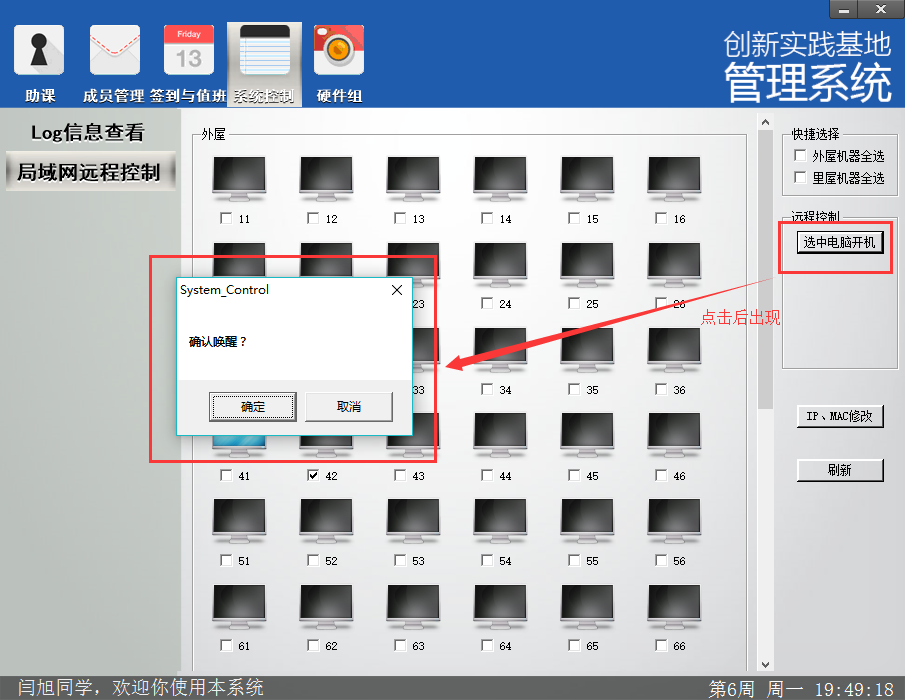 创新实践基地
管理系统
Friday
13
助课 成员管理 签到与值班 系统控制 硬件组
Log信息查看
局域网远程控制
外屋
11 12 13 14 15 16
23 24 25 26
33 34 35 36
41 42 43 44 45 46
51 52 53 54 55 56
61 62 63 64 65 66
System_Control
确认唤醒？
确定 取消
快捷选择
外屋机器全选
里屋机器全选
远程控制
选中电脑开机
点击后出现
IP、MAC修改
刷新
闫旭同学，欢迎你使用本系统
第6周 周一 19:49:18